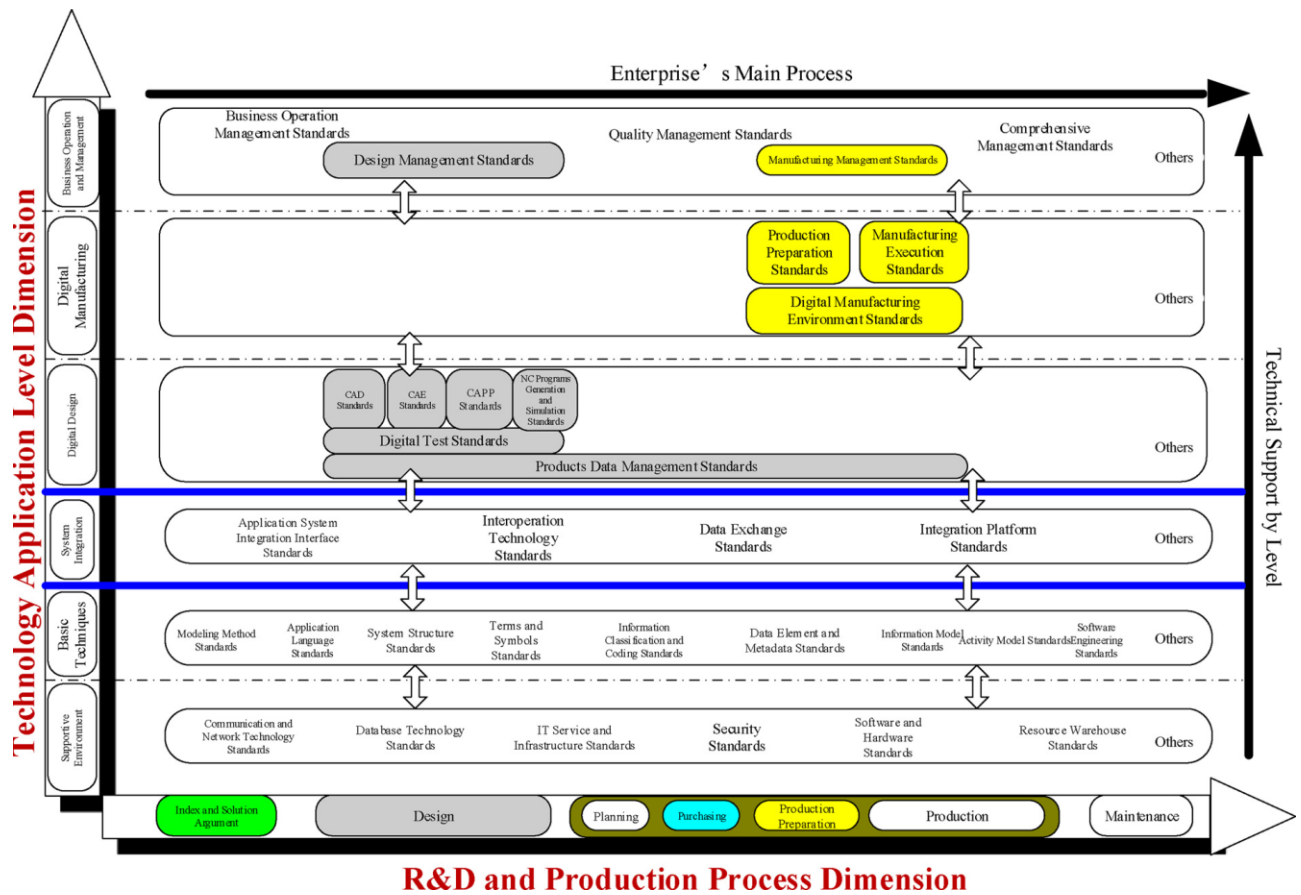 Enterprise’s Main Process
Technology Application Level Dimension
Technical Support by Level
Business Operation
and Management
Business Operation
Management Standards
Design Management Standards
Quality Management Standards
Manufacturing Management Standards
Comprehensive
Management Standards
Others
Digital
Manufacturing
Production
Preparation
Standards
Manufacturing
Execution
Standards
Digital Manufacturing
Environment Standards
Others
Digital Design
CAD
Standards
CAE
Standards
CAPP
Standards
NC Programs
Generation
and
Simulation
Standards
Digital Test Standards
Products Data Management Standards
Others
System
Integration
Application System
Integration Interface
Standards
Interoperation
Technology
Standards
Data Exchange
Standards
Integration Platform
Standards
Others
Basic
Techniques
Modeling Method
Standards
Application
Language
Standards
System Structure
Standards
Terms and
Symbols
Standards
Information
Classification and
Coding Standards
Data Element and
Metadata Standards
Information Model
Standards
Activity Model Standards
Software
Engineering
Standards
Others
Supportive
Environment
Communication and
Network Technology
Standards
Database Technology
Standards
IT Service and
Infrastructure Standards
Security
Standards
Software and
Hardware
Standards
Resource Warehouse
Standards
Others
Index and Solution
Argument
Design
Planning
Purchasing
Production
Preparation
Production
Maintenance
R&D and Production Process Dimension